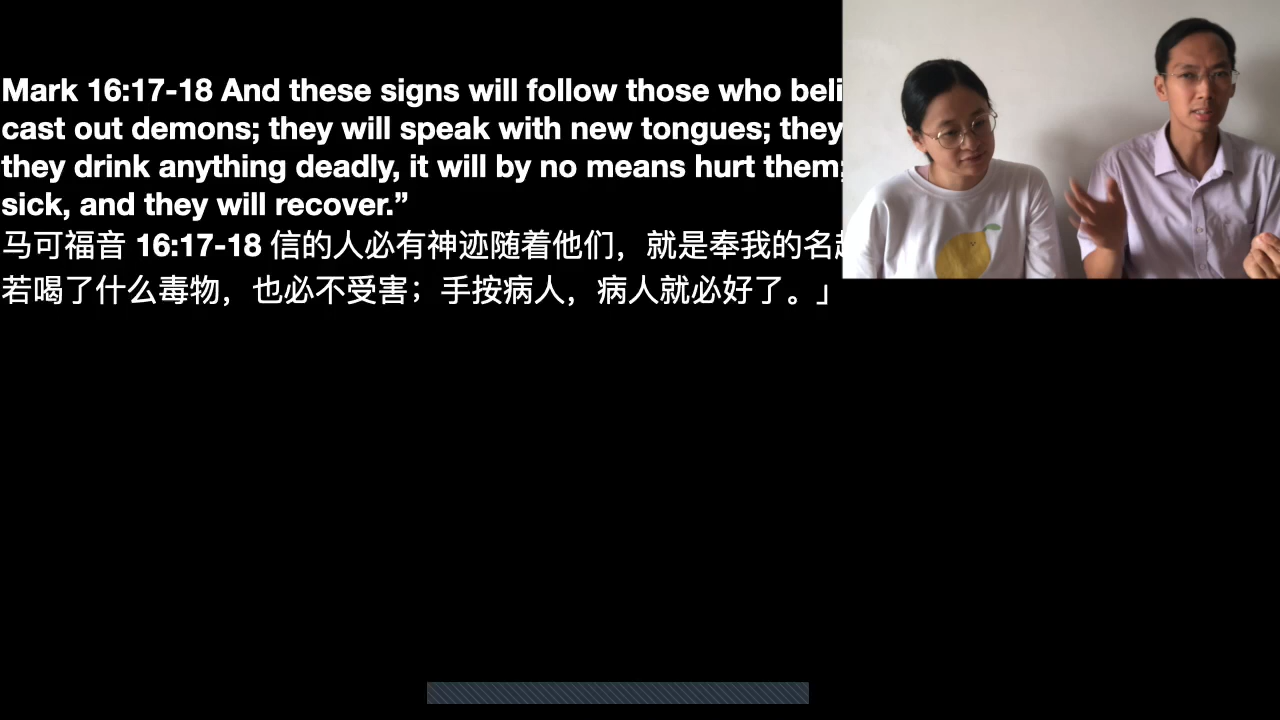 Mark 16:17-18 And these signs will follow those who beli
cast out demons; they will speak with new tongues; they
they drink anything deadly, it will by no means hurt them;
sick, and they will recover.”
马可福音 16:17-18 信的人必有神迹随着他们，就是奉我的名
若喝了什么毒物，也必不受害；手按病人，病人就必好了。」